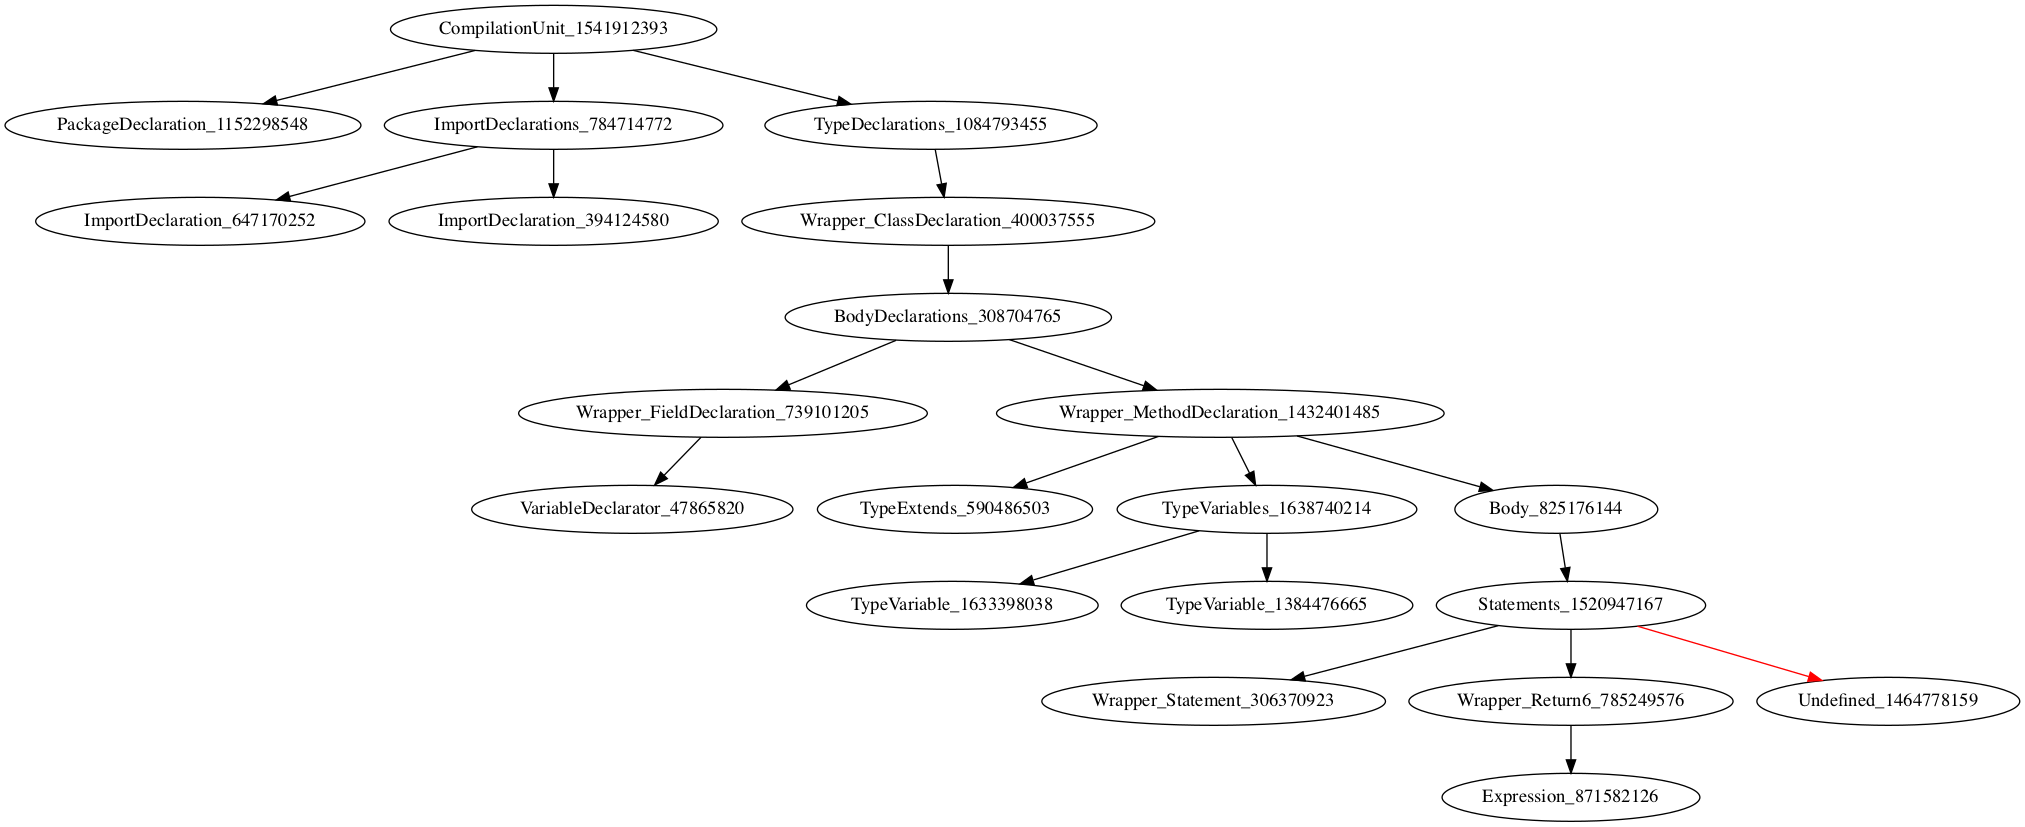 CompilationUnit_1541912393
PackageDeclaration_1152298548
ImportDeclarations_784714772
TypeDeclarations_1084793455
ImportDeclaration_647170252
ImportDeclaration_394124580
Wrapper_ClassDeclaration_400037555
BodyDeclarations_308704765
Wrapper_FieldDeclaration_739101205
Wrapper_MethodDeclaration_1432401485
VariableDeclarator_47865820
TypeExtends_590486503
TypeVariables_1638740214
Body_825176144
TypeVariable_1633398038
TypeVariable_1384476665
Statements_1520947167
Wrapper_Statement_306370923
Wrapper_Return6_785249576
Undefined_1464778159
Expression_871582126